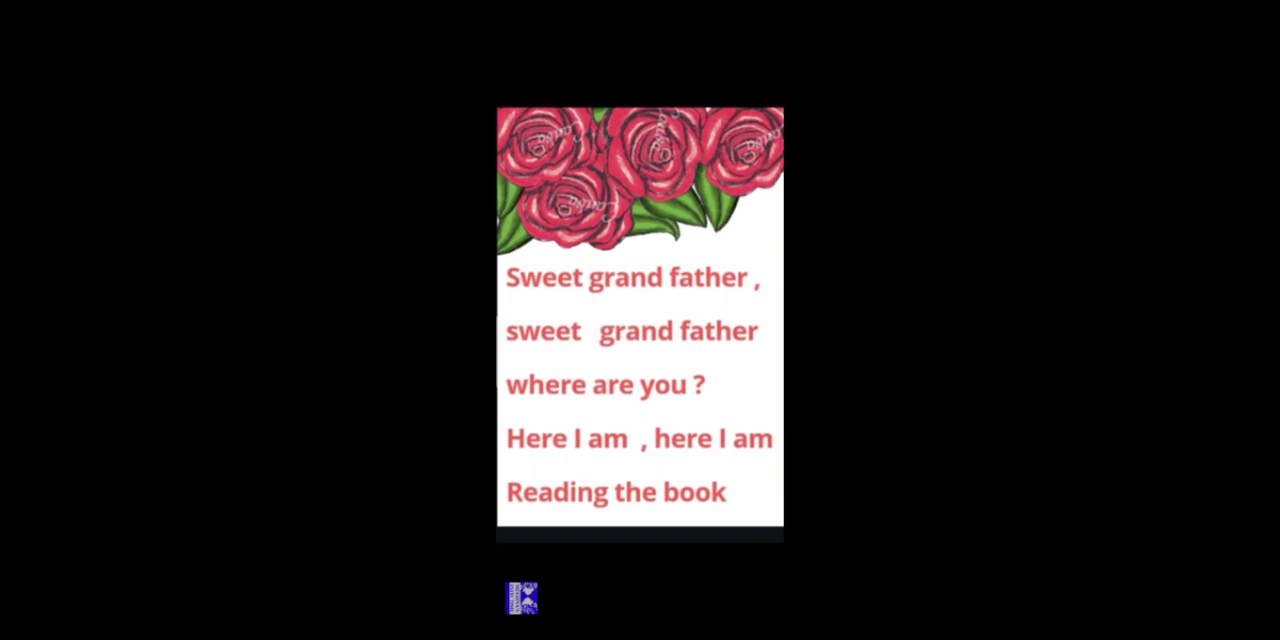 Sweet grand father ,
sweet grand father
where are you ?
Here I am , here I am
Reading the book